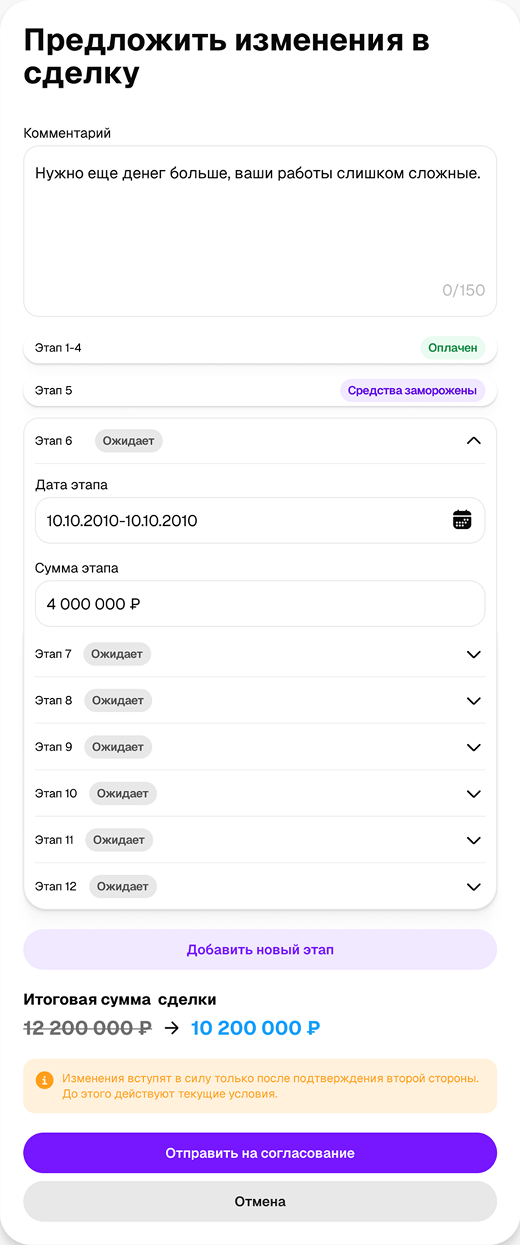 Предложить изменения в
сделку
Комментарий
Нужно еще денег больше, ваши работы слишком сложные.
0/150
Этап 1-4 Оплачен
Этап 5 Средства заморожены
Этап 6 Ожидает
Дата этапа
10.10.2010-10.10.2010
Сумма этапа
4 000 000 ₽
Этап 7 Ожидает
Этап 8 Ожидает
Этап 9 Ожидает
Этап 10 Ожидает
Этап 11 Ожидает
Этап 12 Ожидает
Добавить новый этап
Итоговая сумма сделки
12 200 000 ₽ → 10 200 000 ₽
Изменения вступят в силу только после подтверждения второй стороны.
До этого действуют текущие условия.
Отправить на согласование
Отмена